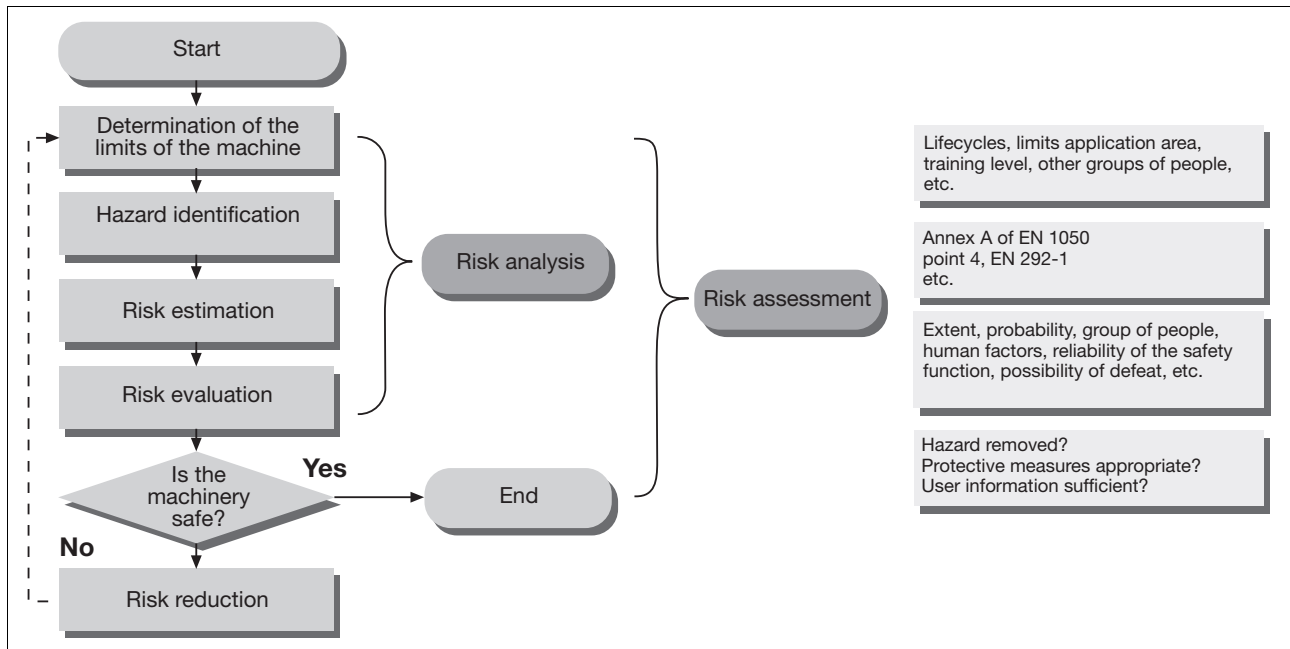 Start
Determination of the
limits of the machine
Hazard identification
Risk estimation
Risk evaluation
Is the
machinery
safe?
Yes
No
Risk reduction
End
Risk analysis
Risk assessment
Lifecycles, limits application area,
training level, other groups of people,
etc.
Annex A of EN 1050
point 4, EN 292-1
etc.
Extent, probability, group of people,
human factors, reliability of the safety
function, possibility of defeat, etc.
Hazard removed?
Protective measures appropriate?
User information sufficient?